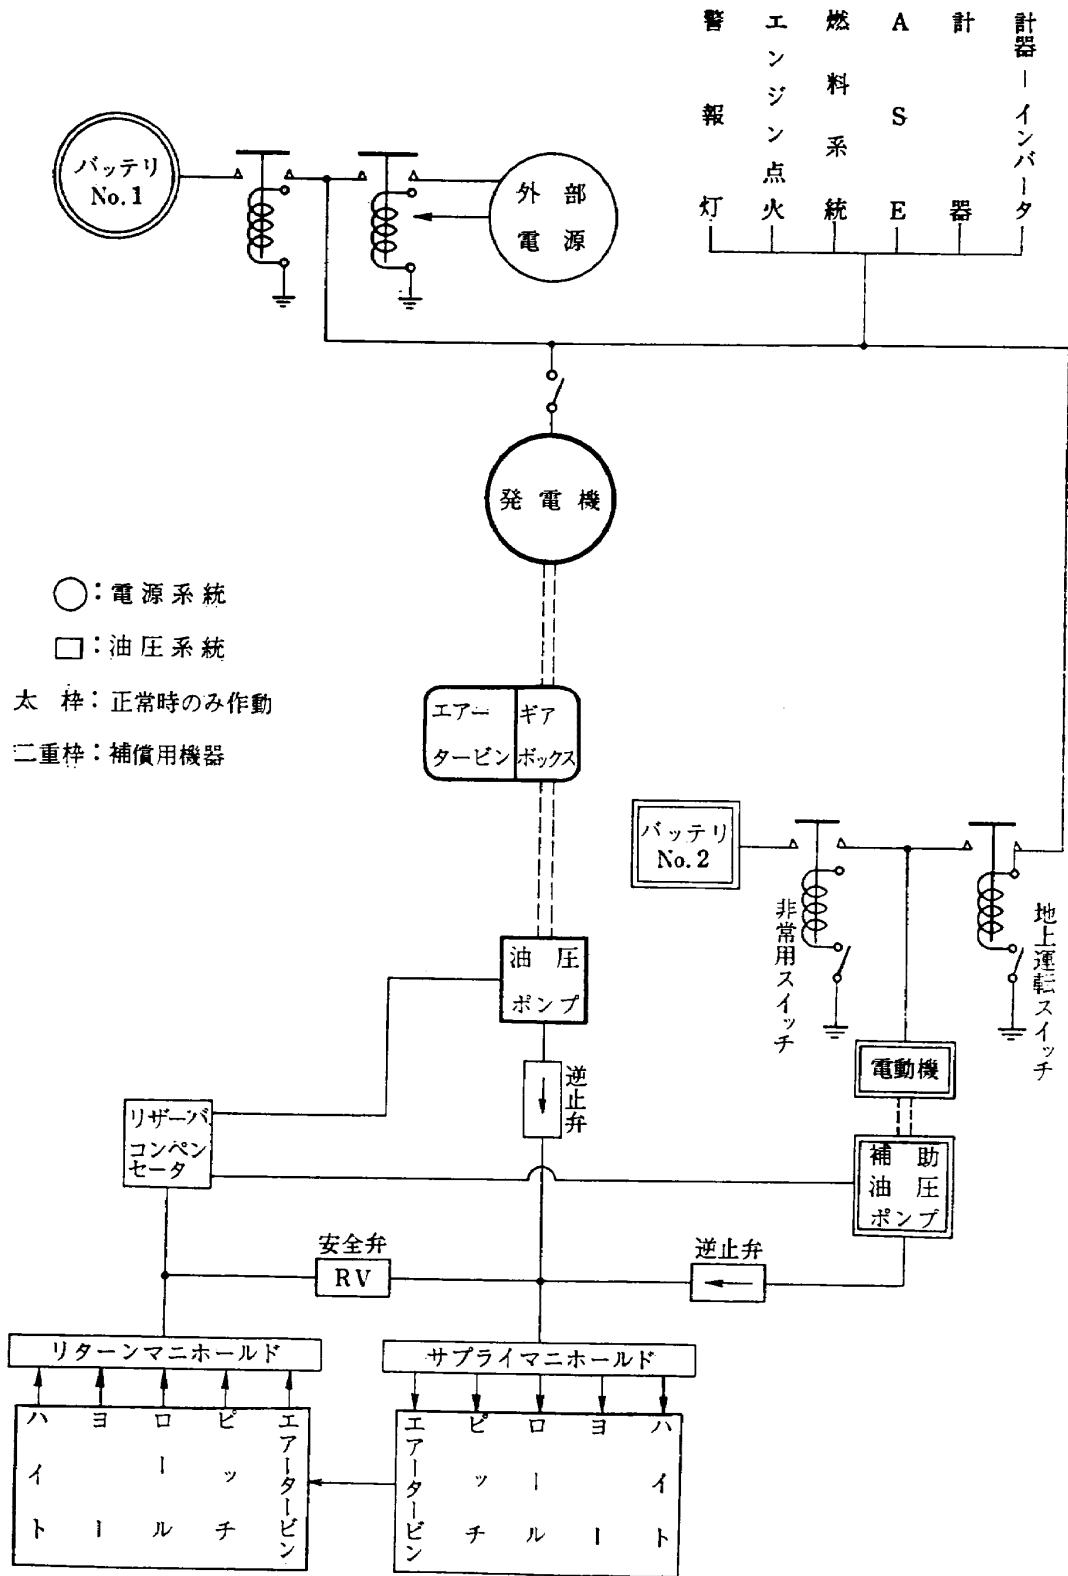 警報灯
エンジン点火
燃料系統
ASE
計器
計器－インバータ
バッテリ
No.1
外部
電源
発電機
○：電源系統
□：油圧系統
太枠：正常時のみ作動
二重枠：補償用機器
エアー
タービン
ギア
ボックス
バッテリ
No.2
非常用スイッチ
地上運転スイッチ
油圧
ポンプ
逆止弁
電動機
リザーバ
コンペン
セータ
補助
油圧
ポンプ
安全弁
RV
逆止弁
リターンマニホールド
サプライマニホールド
ハイト
ヨー
ロール
ピッチ
エアータービン
エアータービン
ピッチ
ロール
ヨー
ハイト